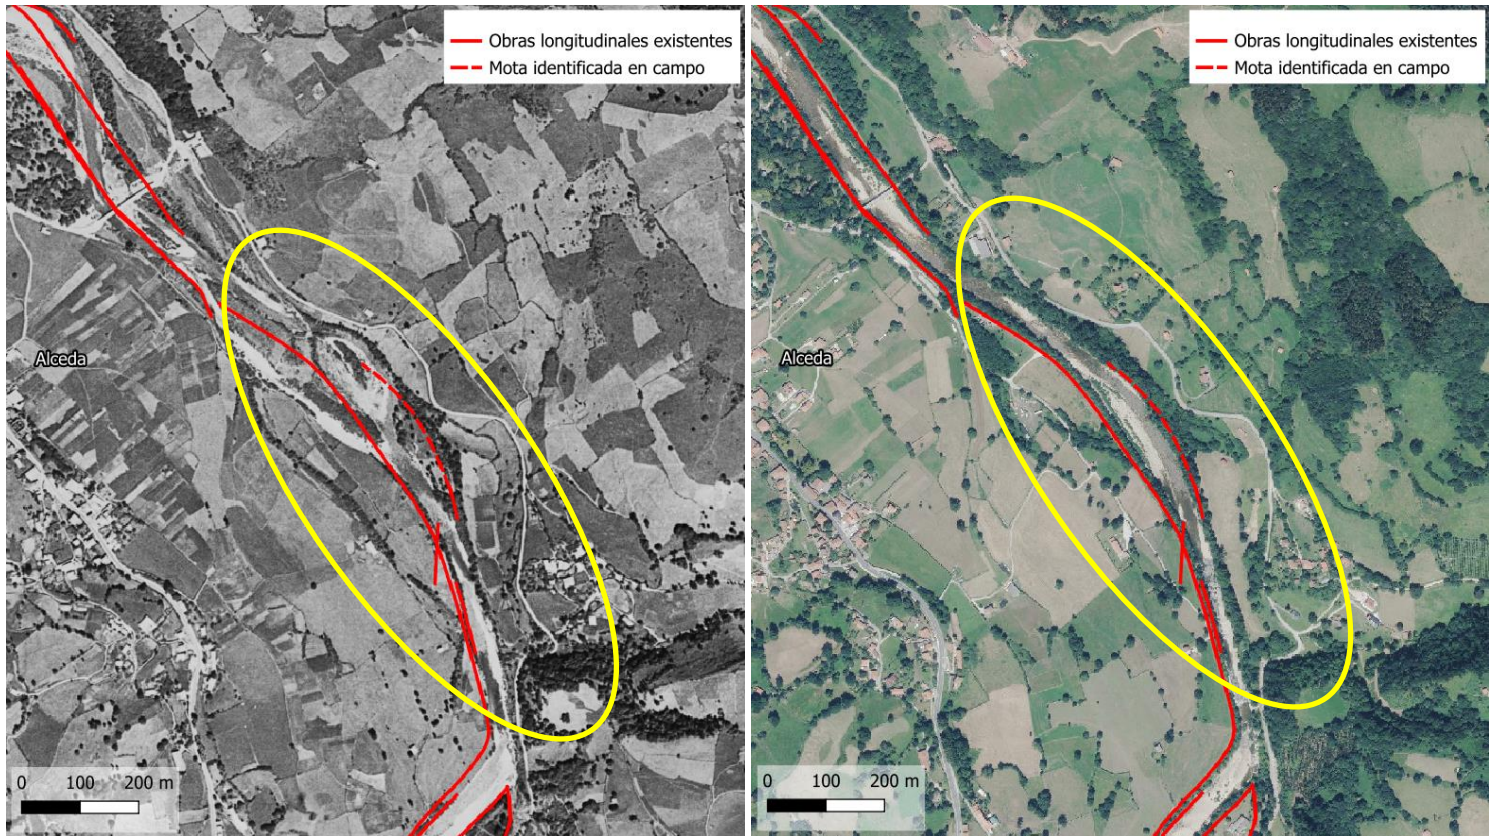 Obras longitudinales existentes
Mota identificada en campo
Alceda
0 100 200 m
Obras longitudinales existentes
Mota identificada en campo
Alceda
0 100 200 m